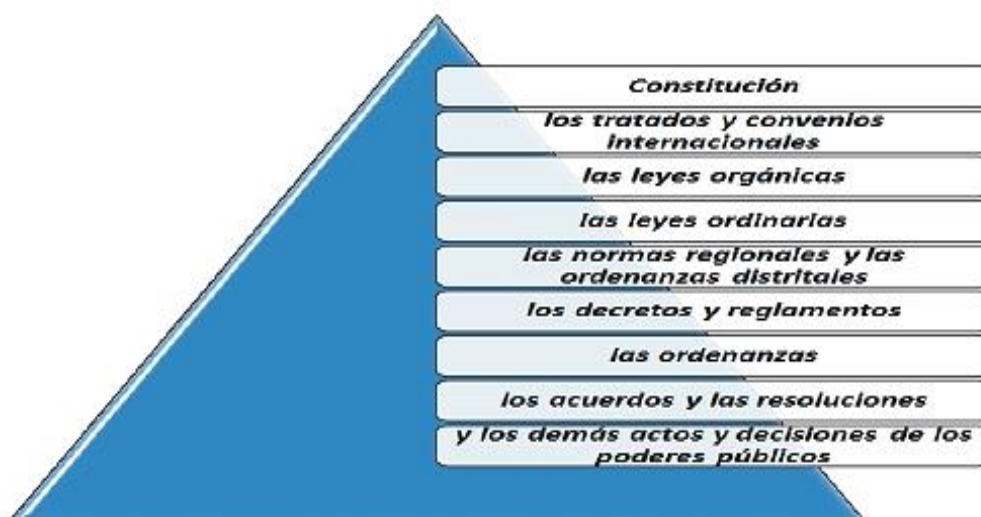 Constitución
los tratados y convenios
internacionales
las leyes orgánicas
las leyes ordinarias
las normas regionales y las
ordenanzas distritales
los decretos y reglamentos
las ordenanzas
los acuerdos y las resoluciones
y los demás actos y decisiones de los
poderes públicos